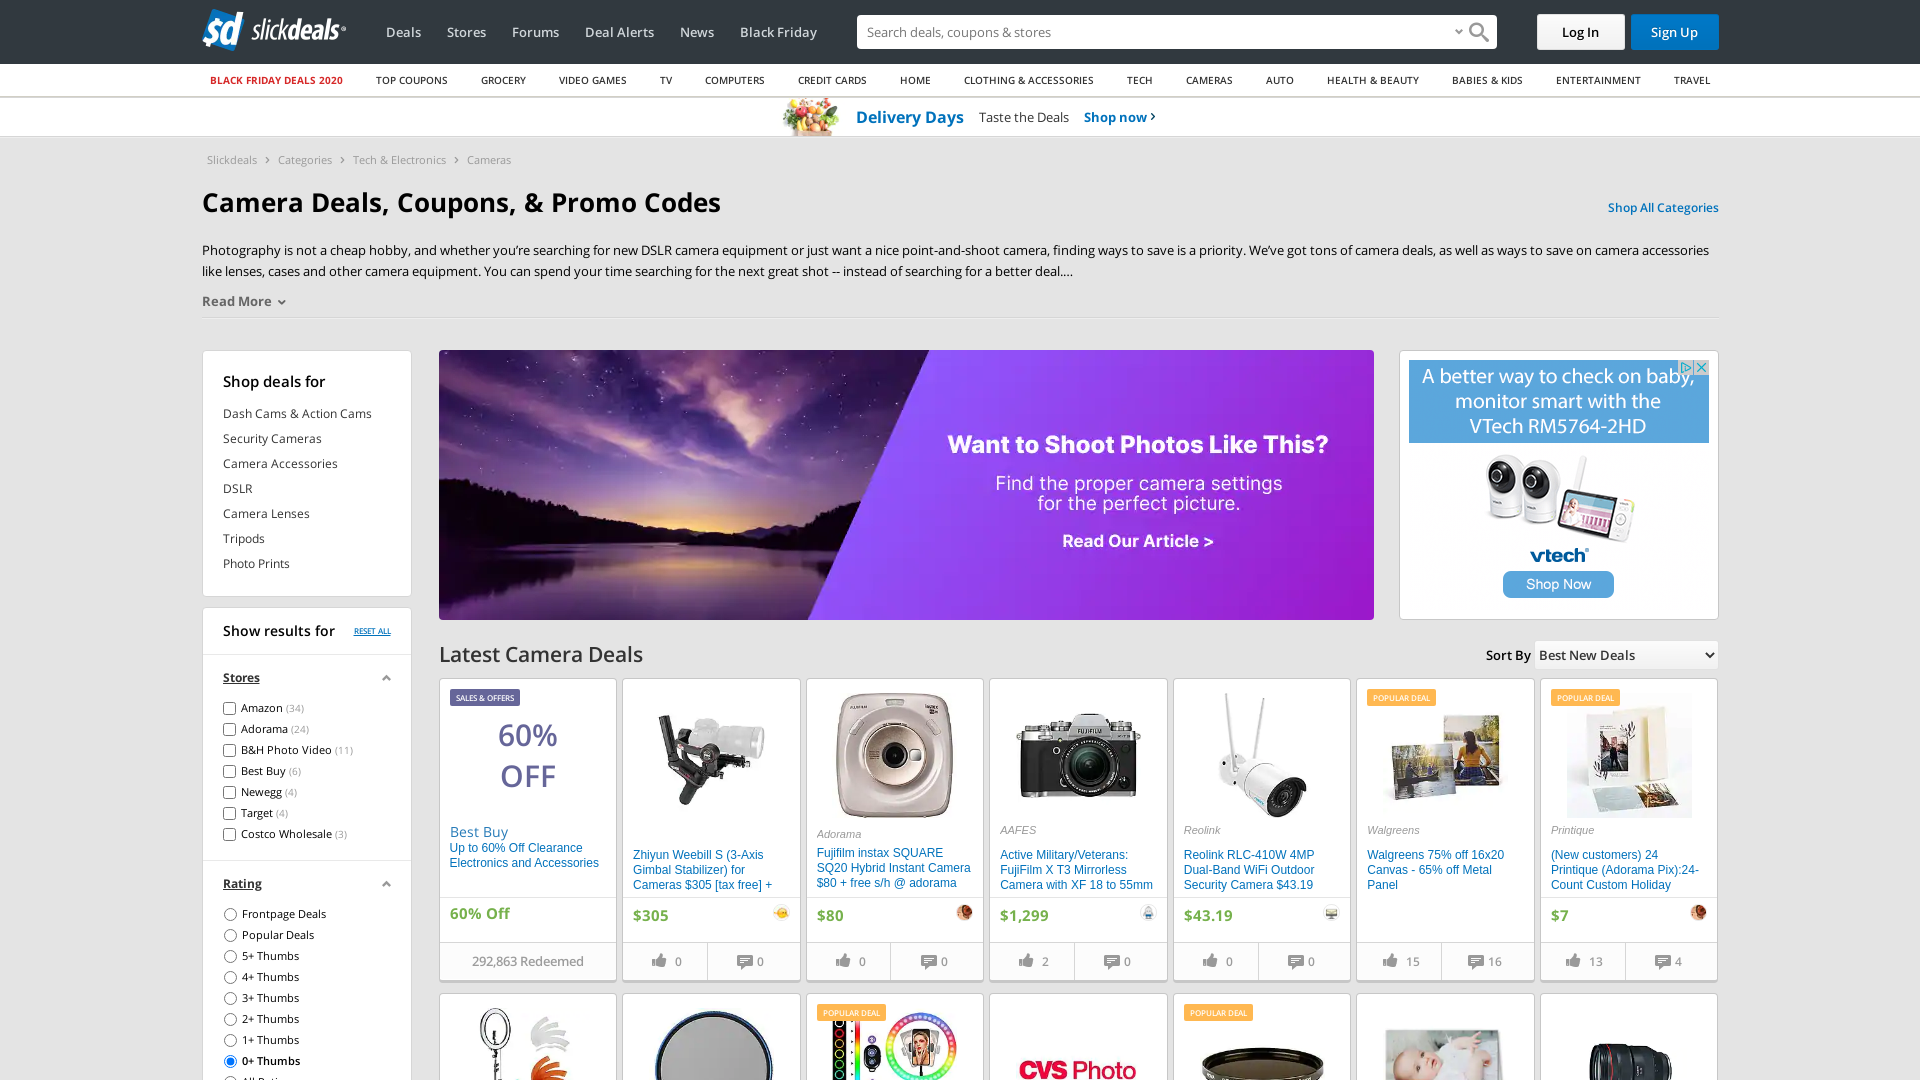 sd slickdeals
Deals
Stores
Forums
Deal Alerts
News
Black Friday
Search deals, coupons & stores
Log In
Sign Up
BLACK FRIDAY DEALS 2020
TOP COUPONS
GROCERY
VIDEO GAMES
TV
COMPUTERS
CREDIT CARDS
HOME
CLOTHING & ACCESSORIES
TECH
CAMERAS
AUTO
HEALTH & BEAUTY
BABIES & KIDS
ENTERTAINMENT
TRAVEL
Delivery Days Taste the Deals Shop now ›
Slickdeals › Categories › Tech & Electronics › Cameras
Camera Deals, Coupons, & Promo Codes
Shop All Categories
Photography is not a cheap hobby, and whether you’re searching for new DSLR camera equipment or just want a nice point-and-shoot camera, finding ways to save is a priority. We’ve got tons of camera deals, as well as ways to save on camera accessories
like lenses, cases and other camera equipment. You can spend your time searching for the next great shot -- instead of searching for a better deal.…
Read More
Shop deals for
Dash Cams & Action Cams
Security Cameras
Camera Accessories
DSLR
Camera Lenses
Tripods
Photo Prints
Show results for RESET ALL
Stores
Amazon (34)
Adorama (24)
B&H Photo Video (11)
Best Buy (6)
Newegg (4)
Target (4)
Costco Wholesale (3)
Rating
Frontpage Deals
Popular Deals
5+ Thumbs
4+ Thumbs
3+ Thumbs
2+ Thumbs
1+ Thumbs
0+ Thumbs
Want to Shoot Photos Like This?
Find the proper camera settings
for the perfect picture.
Read Our Article >
A better way to check on baby,
monitor smart with the
VTech RM5764-2HD
vtech
Shop Now
Latest Camera Deals
Sort By Best New Deals
SALES & OFFERS
60%
OFF
Best Buy
Up to 60% Off Clearance
Electronics and Accessories
60% Off
292,863 Redeemed
Zhiyun Weebill S (3-Axis
Gimbal Stabilizer) for
Cameras $305 [tax free] +
$305
0
0
Adorama
Fujifilm instax SQUARE
SQ20 Hybrid Instant Camera
$80 + free s/h @ adorama
$80
0
0
FUJIFILM
AAFES
Active Military/Veterans:
FujiFilm X T3 Mirrorless
Camera with XF 18 to 55mm
$1,299
2
0
Reolink
Reolink RLC-410W 4MP
Dual-Band WiFi Outdoor
Security Camera $43.19
$43.19
0
0
POPULAR DEAL
Walgreens
Walgreens 75% off 16x20
Canvas - 65% off Metal
Panel
15
16
POPULAR DEAL
Printique
(New customers) 24
Printique (Adorama Pix):24-
Count Custom Holiday
$7
13
4
POPULAR DEAL
CVS Photo
POPULAR DEAL